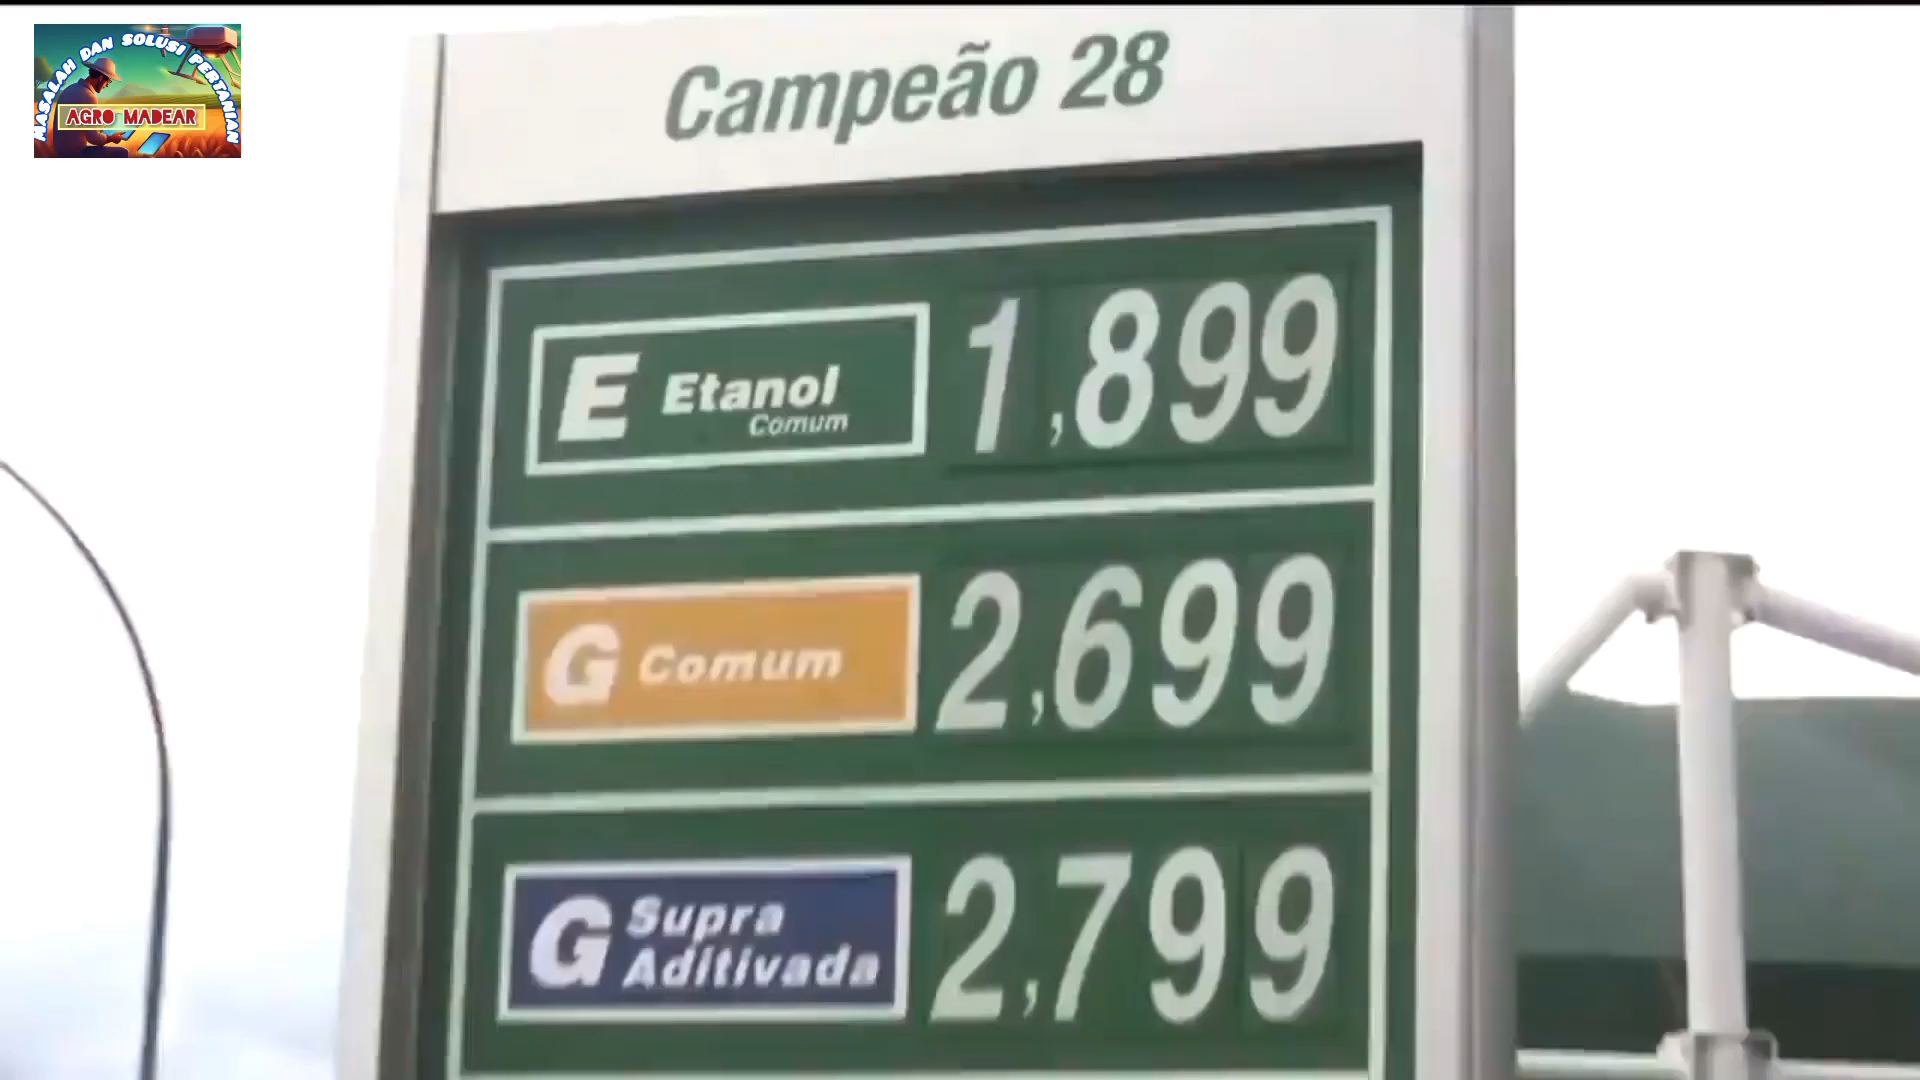 MASALAH DAN SOLUSI PERTANIAN
AGRO MADEAR
Campeão 28
E Etanol 1,899
Comum
G Comum 2,699
G Supra
Aditivada 2,799